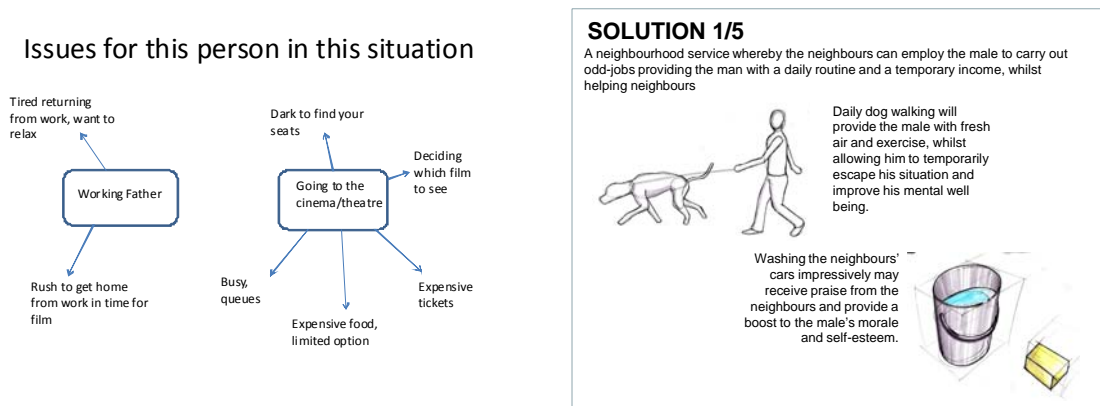 Issues for this person in this situation
Tired returning
from work, want to
relax
Working Father
Rush to get home
from work in time for
film
Dark to find your
seats
Deciding
which film
to see
Going to the
cinema/theatre
Busy,
queues
Expensive food,
limited option
Expensive
tickets
SOLUTION 1/5
A neighbourhood service whereby the neighbours can employ the male to carry out
odd-jobs providing the man with a daily routine and a temporary income, whilst
helping neighbours
Daily dog walking will
provide the male with fresh
air and exercise, whilst
allowing him to temporarily
escape his situation and
improve his mental well
being.
Washing the neighbours'
cars impressively may
receive praise from the
neighbours and provide a
boost to the male's morale
and self-esteem.